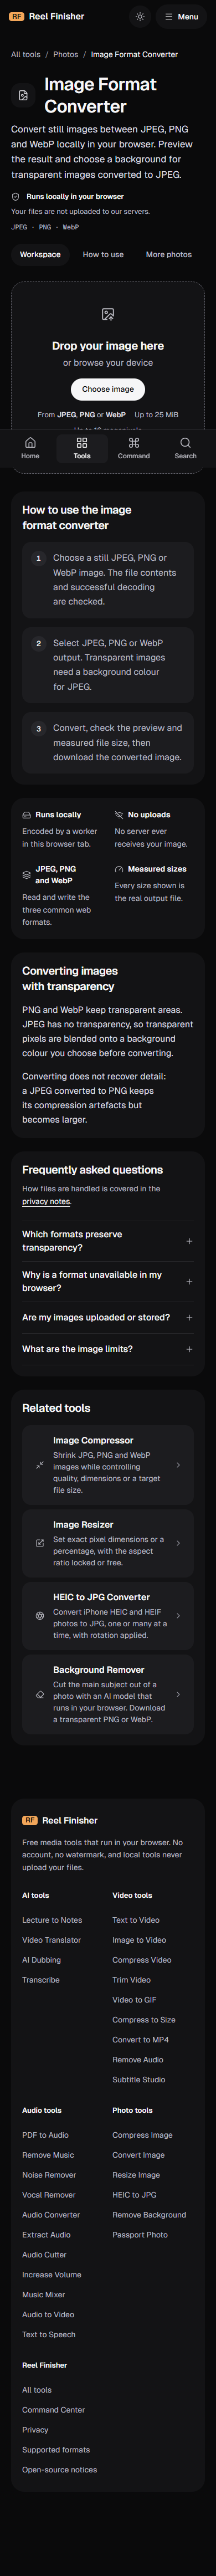 RF Reel Finisher Menu
All tools / Photos / Image Format Converter
Image Format
Converter
Convert still images between JPEG, PNG
and WebP locally in your browser. Preview
the result and choose a background for
transparent images converted to JPEG.
Runs locally in your browser
Your files are not uploaded to our servers.
JPEG · PNG · WebP
Workspace How to use More photos
Drop your image here
or browse your device
Choose image
From JPEG, PNG or WebP Up to 25 MiB
Home Tools Command Search
How to use the image
format converter
1 Choose a still JPEG, PNG or
WebP image. The file contents
and successful decoding
are checked.
2 Select JPEG, PNG or WebP
output. Transparent images
need a background colour
for JPEG.
3 Convert, check the preview and
measured file size, then
download the converted image.
Runs locally
Encoded by a worker
in this browser tab.
No uploads
No server ever
receives your image.
JPEG, PNG
and WebP
Read and write the
three common web
formats.
Measured sizes
Every size shown is
the real output file.
Converting images
with transparency
PNG and WebP keep transparent areas.
JPEG has no transparency, so transparent
pixels are blended onto a background
colour you choose before converting.
Converting does not recover detail:
a JPEG converted to PNG keeps
its compression artefacts but
becomes larger.
Frequently asked questions
How files are handled is covered in the
privacy notes.
Which formats preserve
transparency?
Why is a format unavailable in my
browser?
Are my images uploaded or stored?
What are the image limits?
Related tools
Image Compressor
Shrink JPG, PNG and WebP
images while controlling
quality, dimensions or a target
file size.
Image Resizer
Set exact pixel dimensions or a
percentage, with the aspect
ratio locked or free.
HEIC to JPG Converter
Convert iPhone HEIC and HEIF
photos to JPG, one or many at a
time, with rotation applied.
Background Remover
Cut the main subject out of a
photo with an AI model that
runs in your browser. Download
a transparent PNG or WebP.
RF Reel Finisher
Free media tools that run in your browser. No
account, no watermark, and local tools never
upload your files.
AI tools
Lecture to Notes
Video Translator
AI Dubbing
Transcribe
Video tools
Text to Video
Image to Video
Compress Video
Trim Video
Video to GIF
Compress to Size
Convert to MP4
Remove Audio
Subtitle Studio
Audio tools
PDF to Audio
Remove Music
Noise Remover
Vocal Remover
Audio Converter
Extract Audio
Audio Cutter
Increase Volume
Music Mixer
Audio to Video
Text to Speech
Photo tools
Compress Image
Convert Image
Resize Image
HEIC to JPG
Remove Background
Passport Photo
Reel Finisher
All tools
Command Center
Privacy
Supported formats
Open-source notices